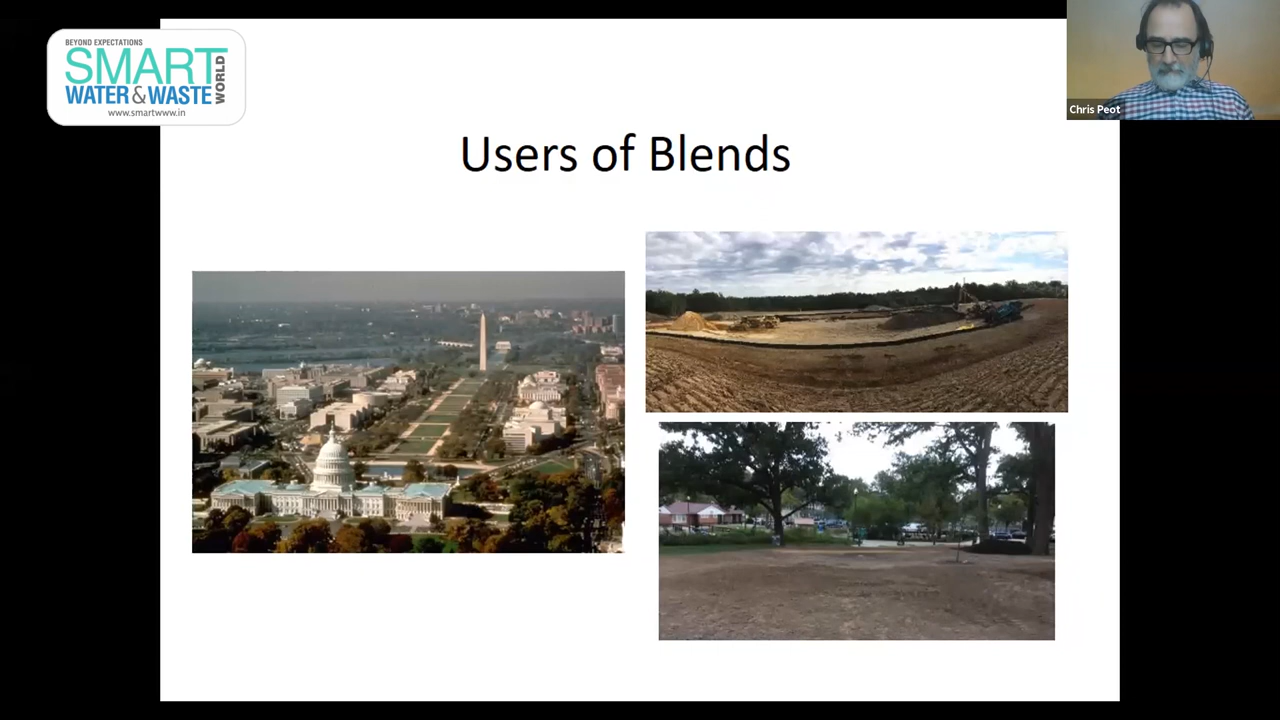 BEYOND EXPECTATIONS
SMART
WATER & WASTE
WORLD
www.smartwww.in
Chris Peot
Users of Blends